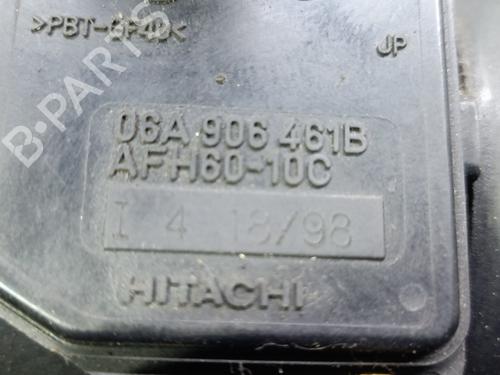 >PBT-GF40<
JP
06A 906 461B
AFH60-10C
I 4 18/98
HITACHI
B-Parts